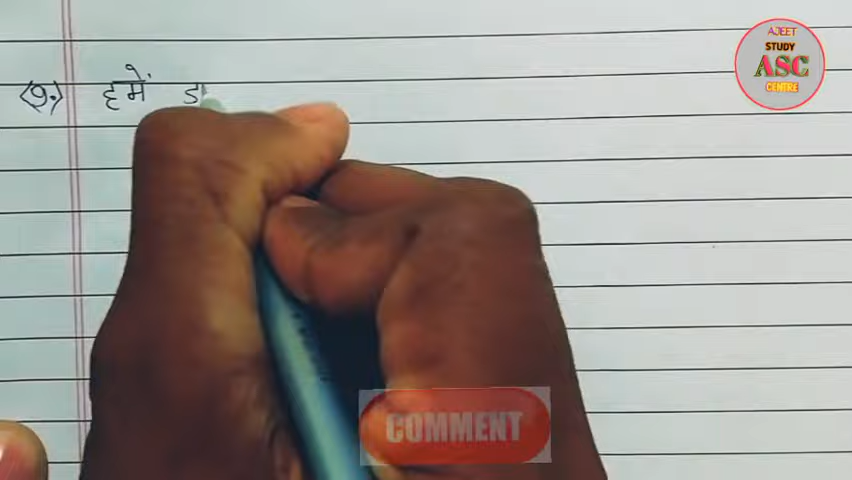 AJEET
STUDY
ASC
CENTRE
(9.) हमें
COMMENT